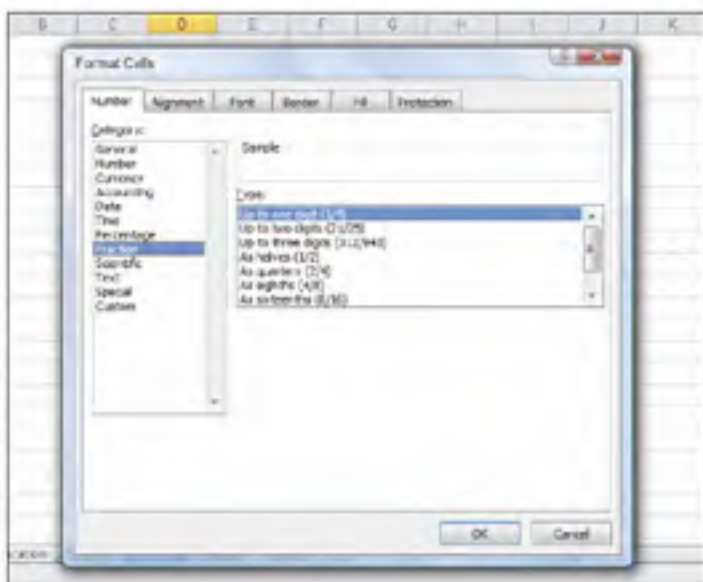 B C D E F G H I J K
Format Cells
Number Alignment Font Border Fill Protection
Category:
General
Number
Currency
Accounting
Date
Time
Percentage
Fraction
Scientific
Text
Special
Custom
Sample
Type:
Up to one digit (1/4)
Up to two digits (21/25)
Up to three digits (312/943)
As halves (1/2)
As quarters (2/4)
As eighths (4/8)
As sixteenths (8/16)
OK Cancel